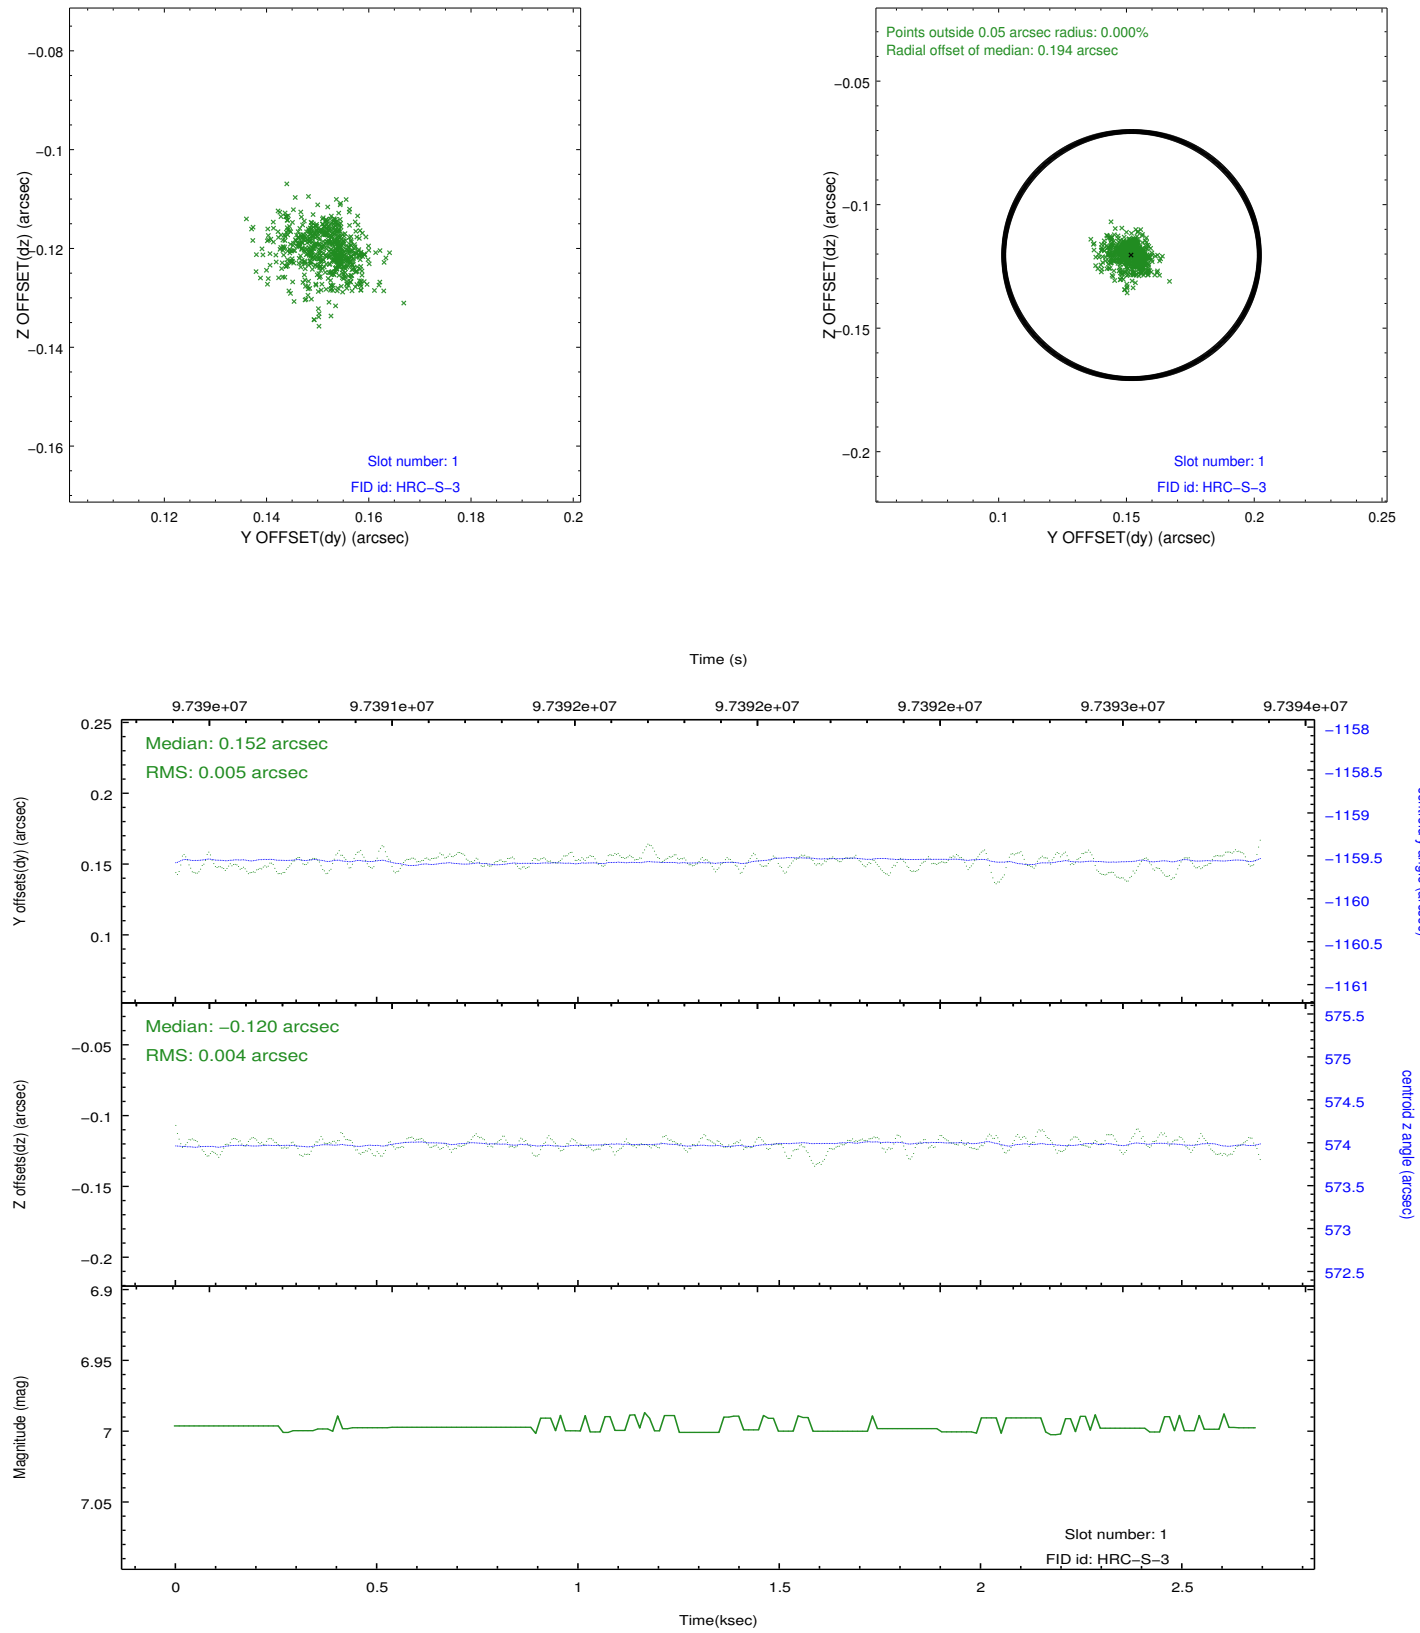 −0.08
−0.1
−0.12
−0.14
−0.16
Z OFFSET(dz) (arcsec)
Slot number: 1
FID id: HRC−S−3
0.12 0.14 0.16 0.18 0.2
Y OFFSET(dy) (arcsec)
Points outside 0.05 arcsec radius: 0.000%
Radial offset of median: 0.194 arcsec
−0.05
−0.1
−0.15
−0.2
Z OFFSET(dz) (arcsec)
Slot number: 1
FID id: HRC−S−3
0.1 0.15 0.2 0.25
Y OFFSET(dy) (arcsec)
Time (s)
9.739e+07 9.7391e+07 9.7392e+07 9.7392e+07 9.7392e+07 9.7393e+07 9.7394e+07
Median: 0.152 arcsec
RMS: 0.005 arcsec
0.25
0.2
0.15
0.1
Y offsets(dy) (arcsec)
−1158
−1158.5
−1159
−1159.5
−1160
−1160.5
−1161
Median: −0.120 arcsec
RMS: 0.004 arcsec
−0.05
−0.1
−0.15
−0.2
Z offsets(dz) (arcsec)
575.5
575
574.5
574
573.5
573
572.5
centroid z angle (arcsec)
6.9
6.95
7
7.05
Magnitude (mag)
Slot number: 1
FID id: HRC−S−3
0 0.5 1 1.5 2 2.5
Time(ksec)